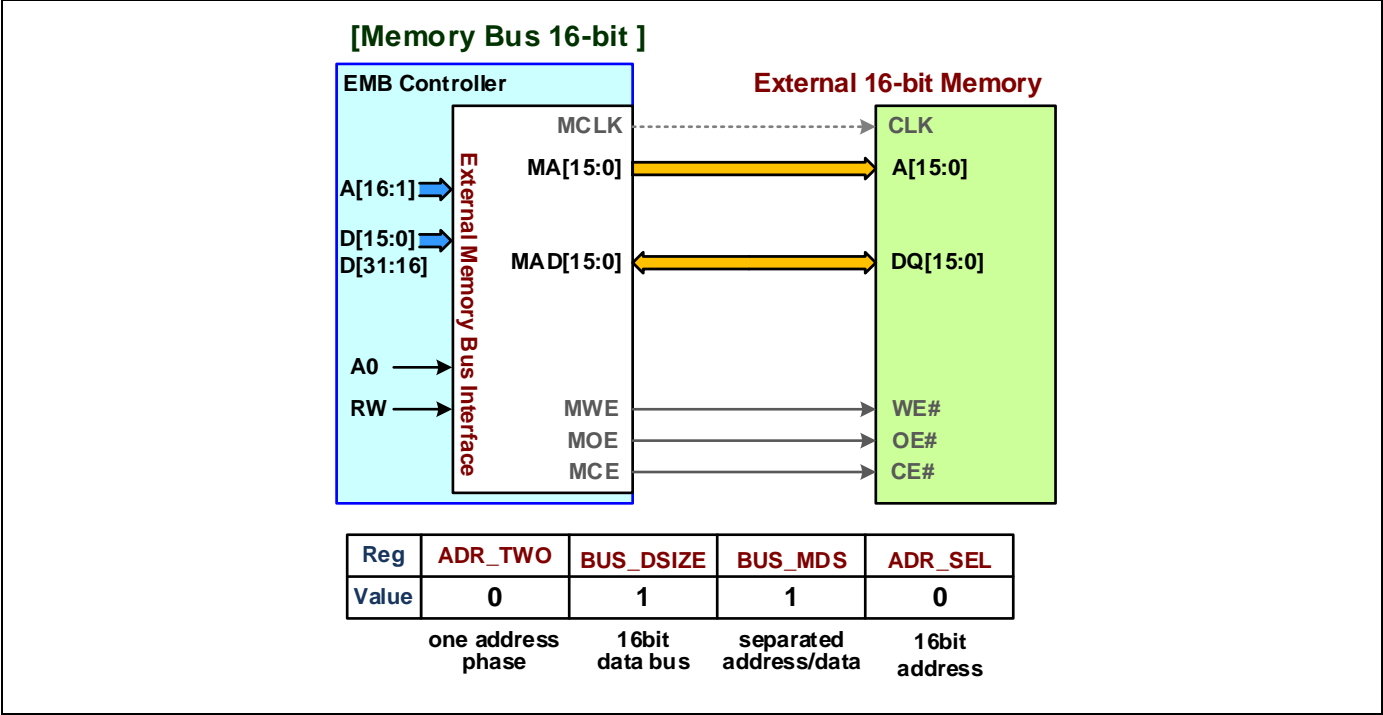 [Memory Bus 16-bit ]
EMB Controller
External 16-bit Memory
MCLK
CLK
MA[15:0]
A[15:0]
A[16:1]
D[15:0]
D[31:16]
MAD[15:0]
DQ[15:0]
External Memory Bus Interface
A0
RW
MWE
WE#
MOE
OE#
MCE
CE#
Reg ADR_TWO BUS_DSIZE BUS_MDS ADR_SEL
Value 0 1 1 0
one address
phase
16bit
data bus
separated
address/data
16bit
address